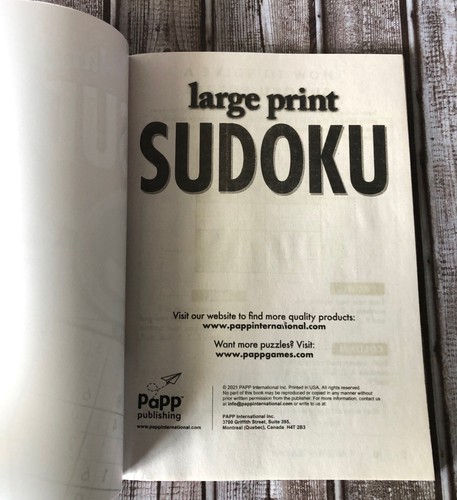 large print
SUDOKU
Visit our website to find more quality products:
www.pappinternational.com
Want more puzzles? Visit:
www.pappgames.com
Papp
publishing
www.pappinternational.com
© 2021 PAPP International Inc. Printed in USA. All rights reserved.
No part of this book may be reproduced or copied in any manner without
prior written permission from the publisher. For more information, contact us
at info@pappinternational.com or write to us at:
PAPP International Inc.
3700 Griffith Street, Suite 395,
Montreal (Quebec), Canada H4T 2B3